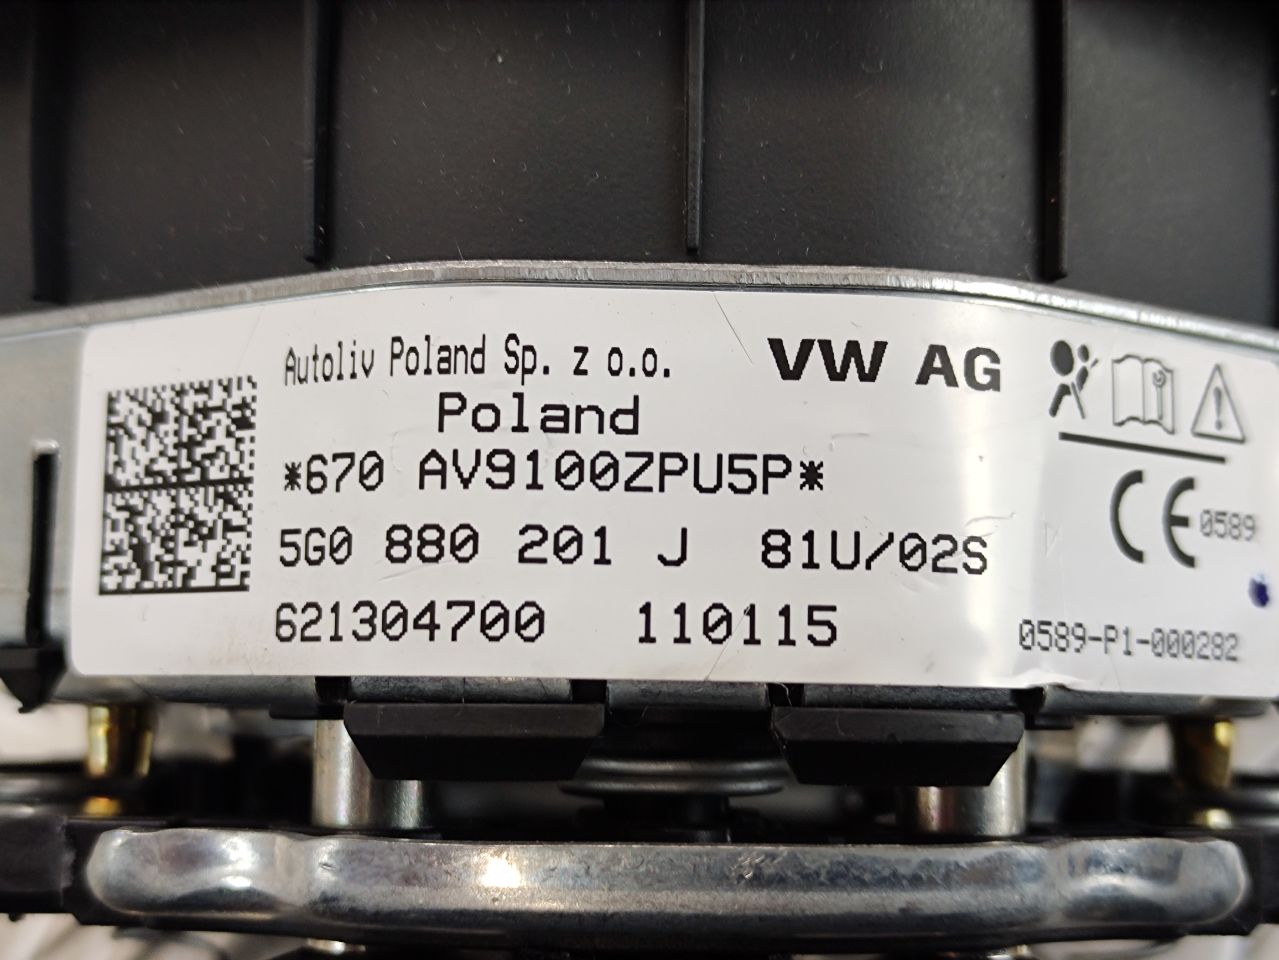 Autoliv Poland Sp. z o.o.
VW AG
Poland
*670 AV9100ZPU5P*
5G0 880 201 J 81U/02S
CE 0589
621304700 110115
0589-P1-000282